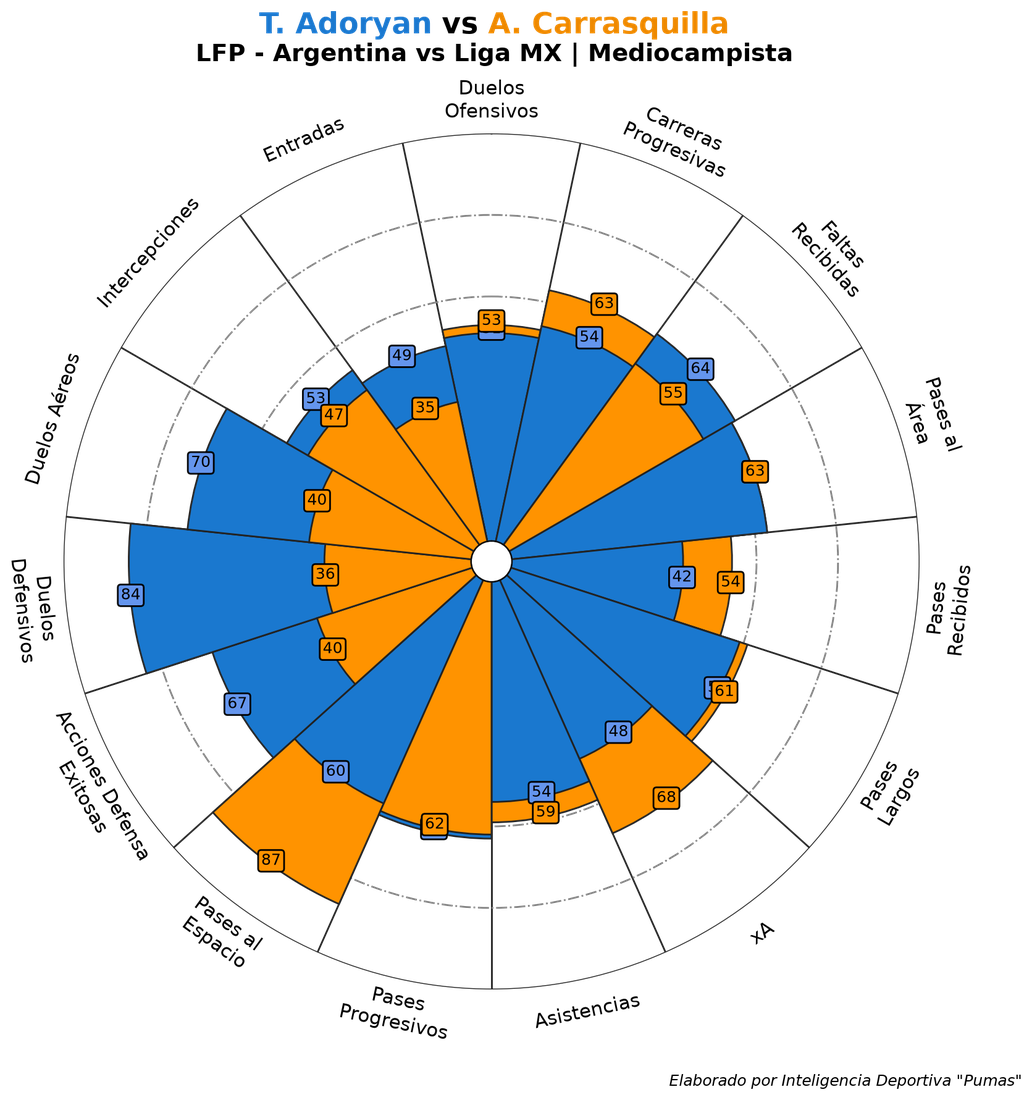 T. Adoryan vs A. Carrasquilla
LFP - Argentina vs Liga MX | Mediocampista
Duelos
Ofensivos
53
Carreras
Progresivas
63
54
Faltas
Recibidas
64
55
Pases al
Área
63
Pases
Recibidos
42
54
Pases
Largos
61
xA
48
68
Asistencias
54
59
Pases
Progresivos
62
Pases al
Espacio
60
87
Acciones Defensa
Exitosas
67
40
Duelos
Defensivos
84
36
Duelos Aéreos
70
40
Intercepciones
53
47
Entradas
49
35
Elaborado por Inteligencia Deportiva "Pumas"